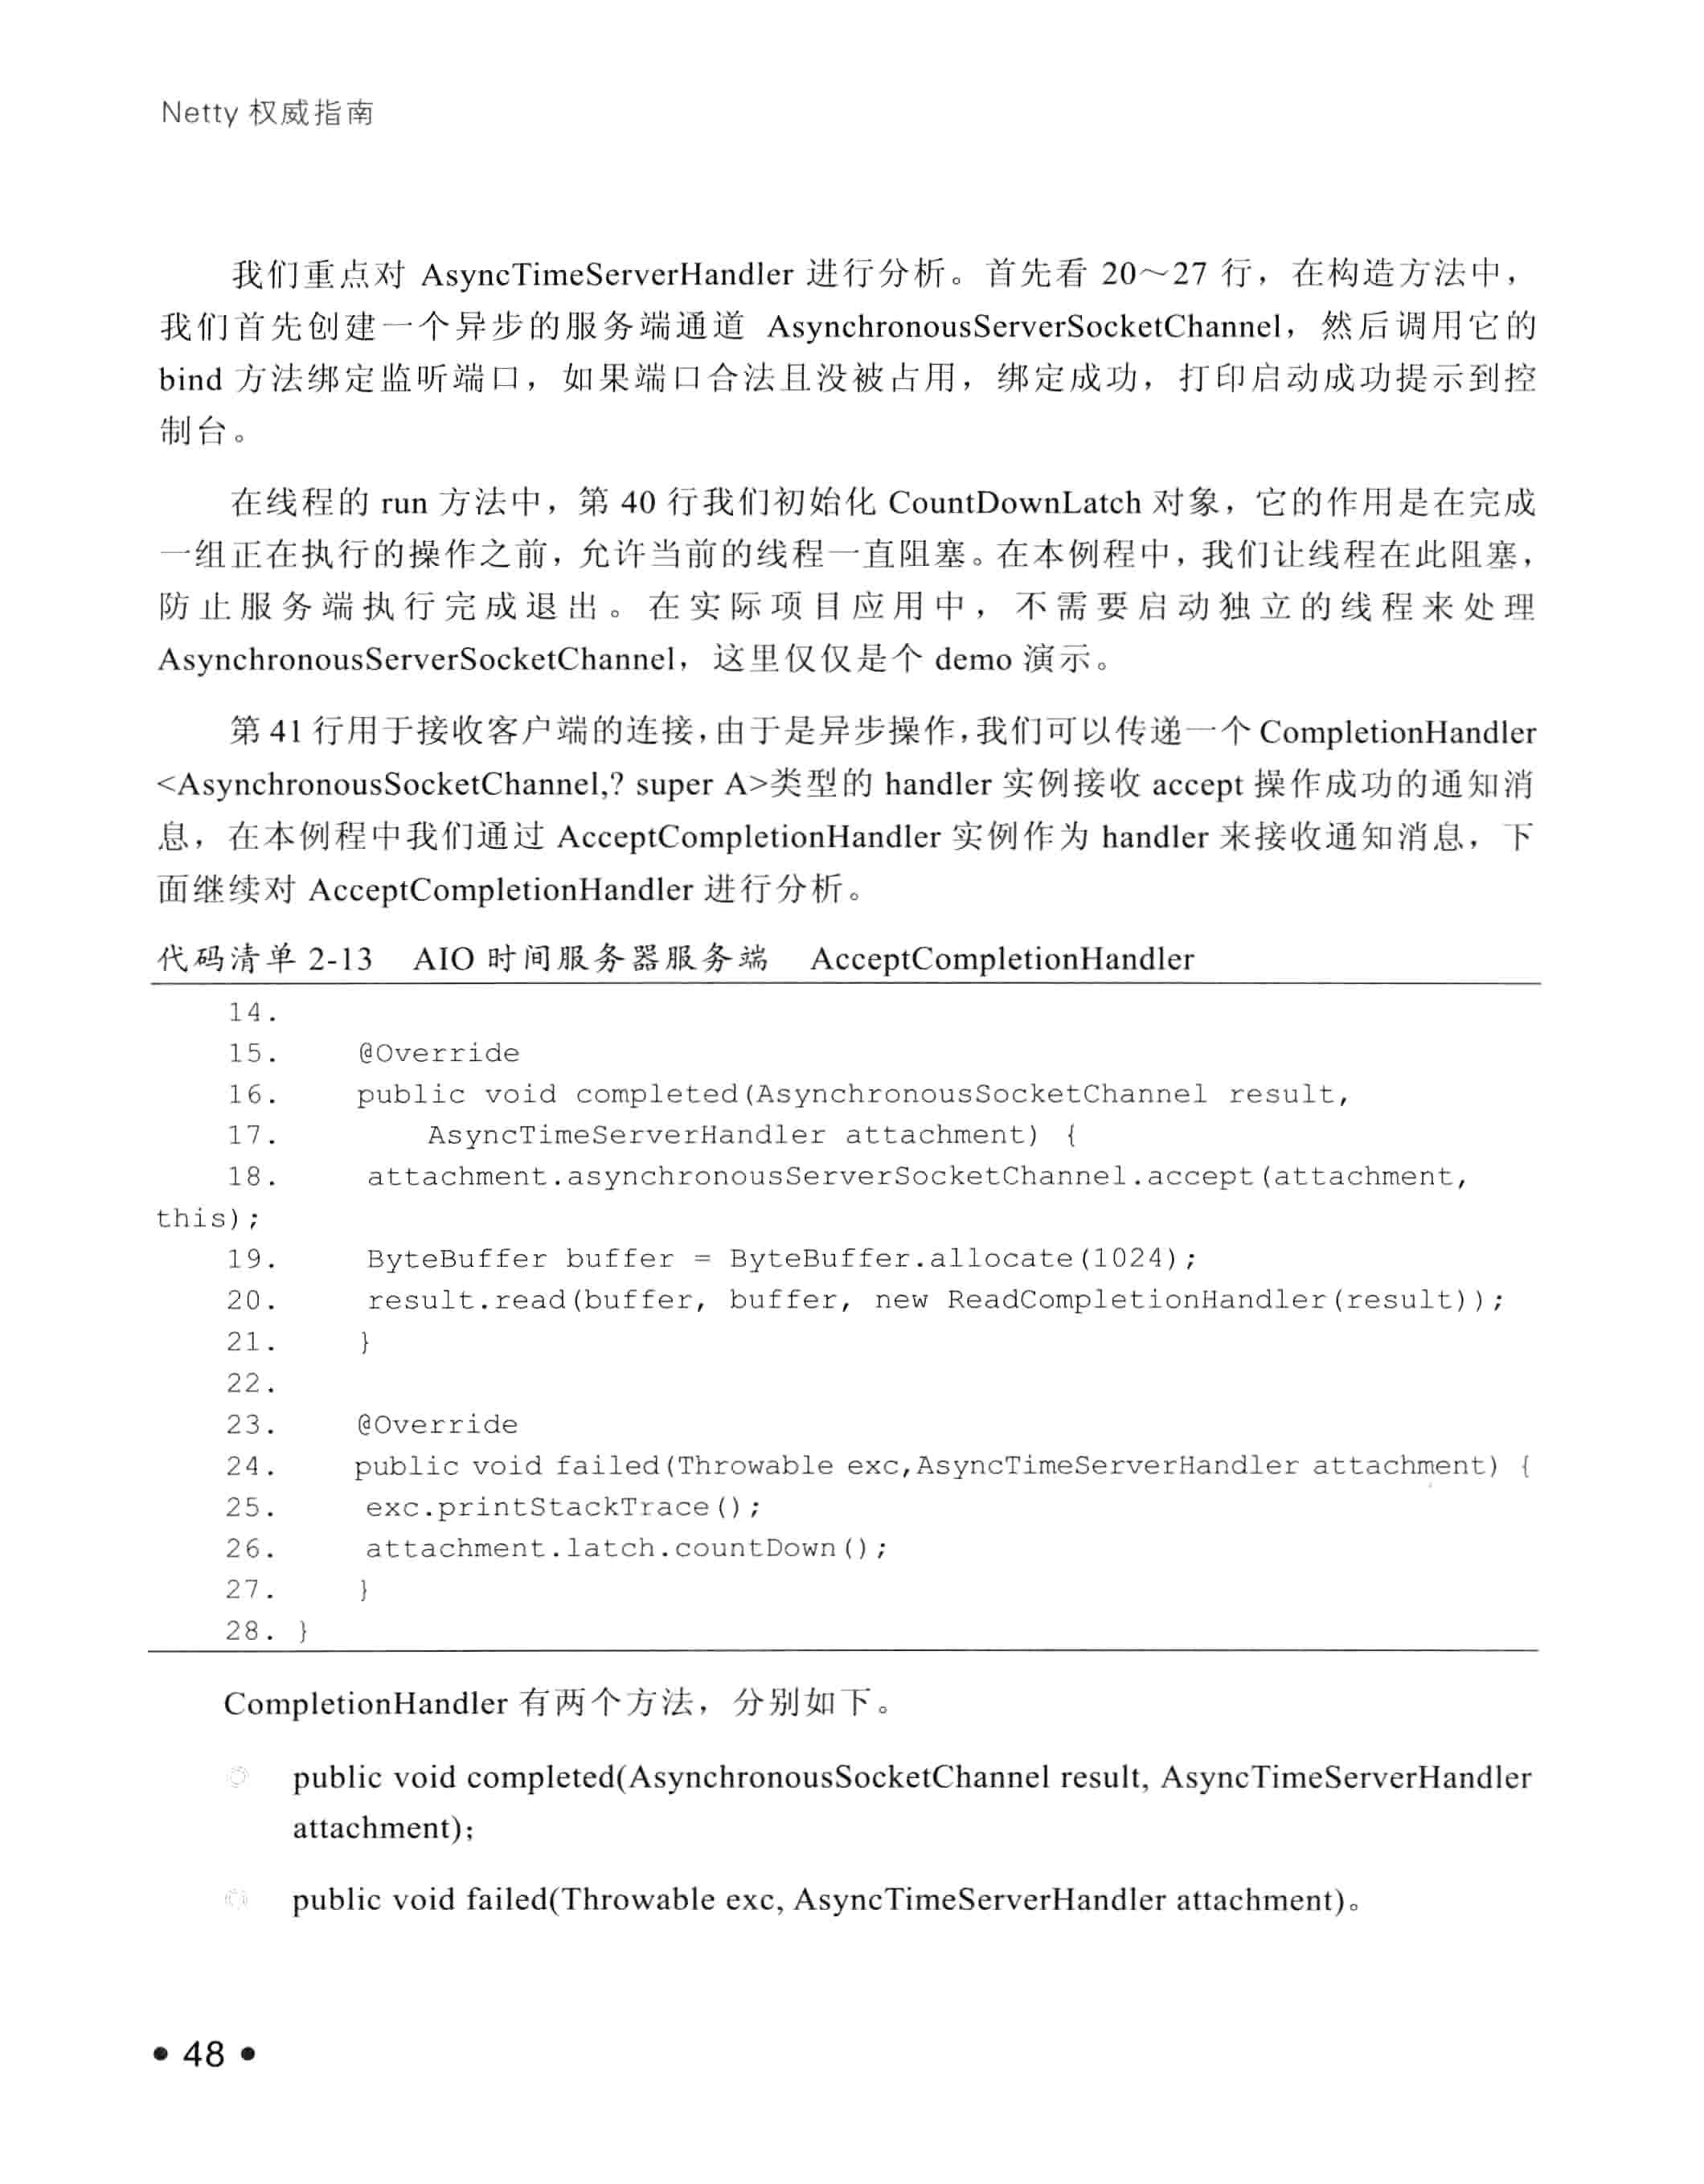 Netty 权威指南
我们重点对 AsyncTimeServerHandler 进行分析。首先看 20～27 行，在构造方法中，
我们首先创建一个异步的服务端通道 AsynchronousServerSocketChannel，然后调用它的
bind 方法绑定监听端口，如果端口合法且没被占用，绑定成功，打印启动成功提示到控
制台。
在线程的 run 方法中，第 40 行我们初始化 CountDownLatch 对象，它的作用是在完成
一组正在执行的操作之前，允许当前的线程一直阻塞。在本例程中，我们让线程在此阻塞，
防止服务端执行完成退出。在实际项目应用中，不需要启动独立的线程来处理
AsynchronousServerSocketChannel，这里仅仅是个 demo 演示。
第 41 行用于接收客户端的连接，由于是异步操作，我们可以传递一个 CompletionHandler
<AsynchronousSocketChannel,? super A>类型的 handler 实例接收 accept 操作成功的通知消
息，在本例程中我们通过 AcceptCompletionHandler 实例作为 handler 来接收通知消息，下
面继续对 AcceptCompletionHandler 进行分析。
代码清单 2-13 AIO 时间服务器服务端 AcceptCompletionHandler
14.
15. @Override
16. public void completed(AsynchronousSocketChannel result,
17. AsyncTimeServerHandler attachment) {
18. attachment.asynchronousServerSocketChannel.accept(attachment,
this);
19. ByteBuffer buffer = ByteBuffer.allocate(1024);
20. result.read(buffer, buffer, new ReadCompletionHandler(result));
21. }
22.
23. @Override
24. public void failed(Throwable exc,AsyncTimeServerHandler attachment) {
25. exc.printStackTrace();
26. attachment.latch.countDown();
27. }
28. }
CompletionHandler 有两个方法，分别如下。
public void completed(AsynchronousSocketChannel result, AsyncTimeServerHandler
attachment);
public void failed(Throwable exc, AsyncTimeServerHandler attachment)。
• 48 •